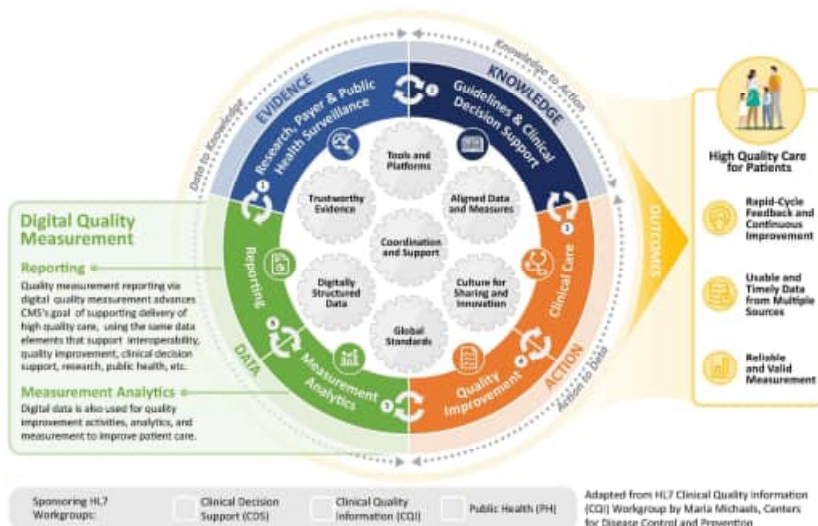 Knowledge to Action
Data to Knowledge
EVIDENCE
KNOWLEDGE
Research, Payer & Public
Health Surveillance
Guidelines & Clinical
Decision Support
Tools and
Platforms
Trustworthy
Evidence
Aligned Data
and Measures
Coordination
and Support
Digitally
Structured
Data
Culture for
Sharing and
Innovation
Global
Standards
Reporting
DATA
Measurement
Analytics
Quality
Improvement
Clinical Care
ACTION
Action to Data
1
2
3
4
5
6
Digital Quality
Measurement
Reporting
Quality measurement reporting via
digital quality measurement advances
CMS's goal of supporting delivery of
high quality care, using the same data
elements that support interoperability,
quality improvement, clinical decision
support, research, public health, etc.
Measurement Analytics
Digital data is also used for quality
improvement activities, analytics, and
measurement to improve patient care.
OUTCOMES
High Quality Care
for Patients
Rapid-Cycle
Feedback and
Continuous
Improvement
Usable and
Timely Data
from Multiple
Sources
Reliable
and Valid
Measurement
Sponsoring HL7
Workgroups:
Clinical Decision
Support (CDS)
Clinical Quality
Information (CQI)
Public Health (PH)
Adapted from HL7 Clinical Quality Information
(CQI) Workgroup by Maria Michaels, Centers
for Disease Control and Prevention